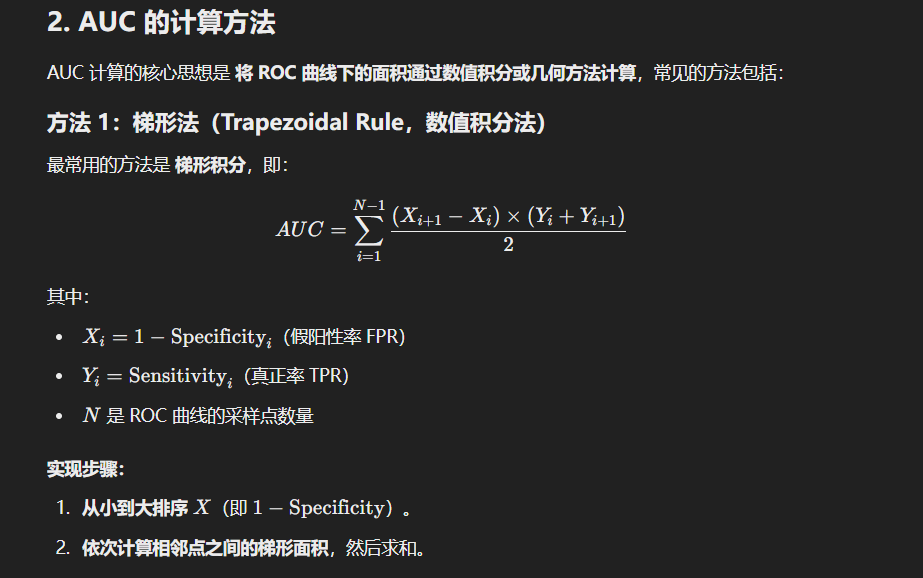 2. AUC 的计算方法
AUC 计算的核心思想是 将 ROC 曲线下的面积通过数值积分或几何方法计算，常见的方法包括：
方法 1：梯形法（Trapezoidal Rule，数值积分法）
最常用的方法是 梯形积分，即：
$AUC = \sum_{i=1}^{N-1} \frac{(X_{i+1} - X_i) \times (Y_i + Y_{i+1})}{2}$
其中：
• $X_i = 1 - \text{Specificity}_i$（假阳性率 FPR）
• $Y_i = \text{Sensitivity}_i$（真正率 TPR）
• $N$ 是 ROC 曲线的采样点数量
实现步骤：
1. 从小到大排序 $X$（即 $1 - \text{Specificity}$）。
2. 依次计算相邻点之间的梯形面积，然后求和。